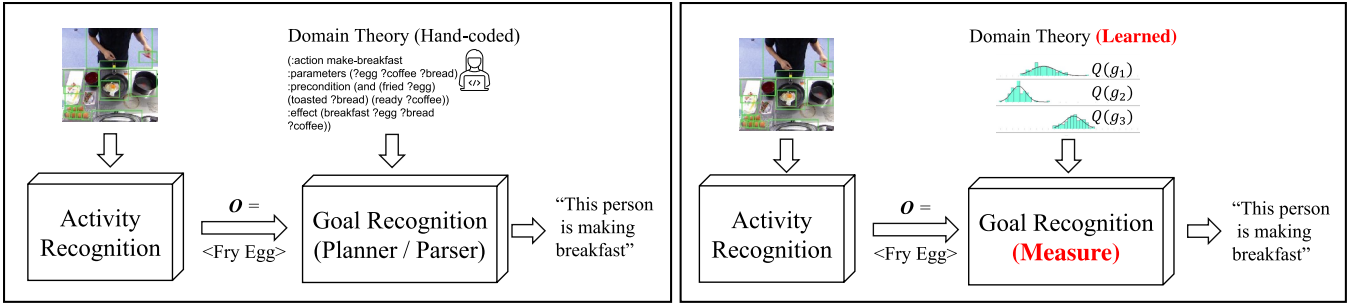 Domain Theory (Hand-coded)
(:action make-breakfast
:parameters (?egg ?coffee ?bread)
:precondition (and (fried ?egg)
(toasted ?bread) (ready ?coffee))
:effect (breakfast ?egg ?bread
?coffee))
</>
Activity
Recognition
O =
<Fry Egg>
Goal Recognition
(Planner / Parser)
“This person
is making
breakfast”
Domain Theory (Learned)
Q(g1)
Q(g2)
Q(g3)
Activity
Recognition
O =
<Fry Egg>
Goal Recognition
(Measure)
“This person
is making
breakfast”